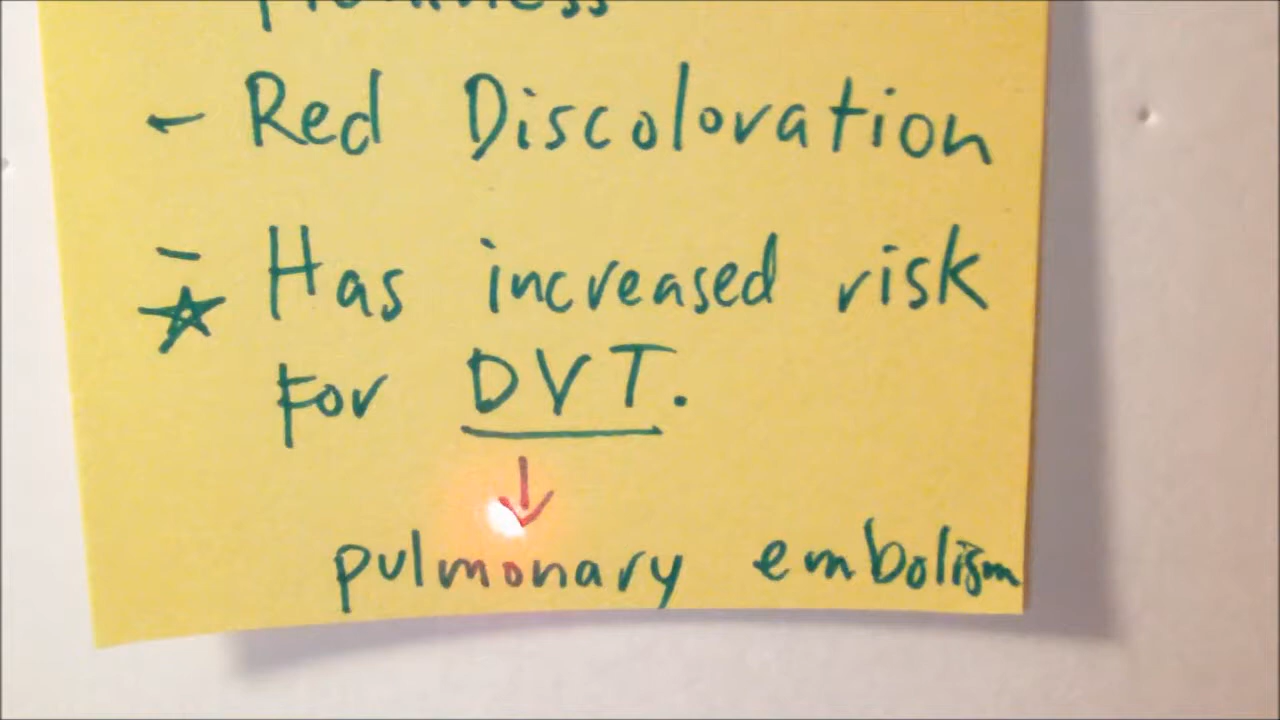 - Red Discoloration
- Has increased risk
☆ for DVT.
↓
pulmonary embolism